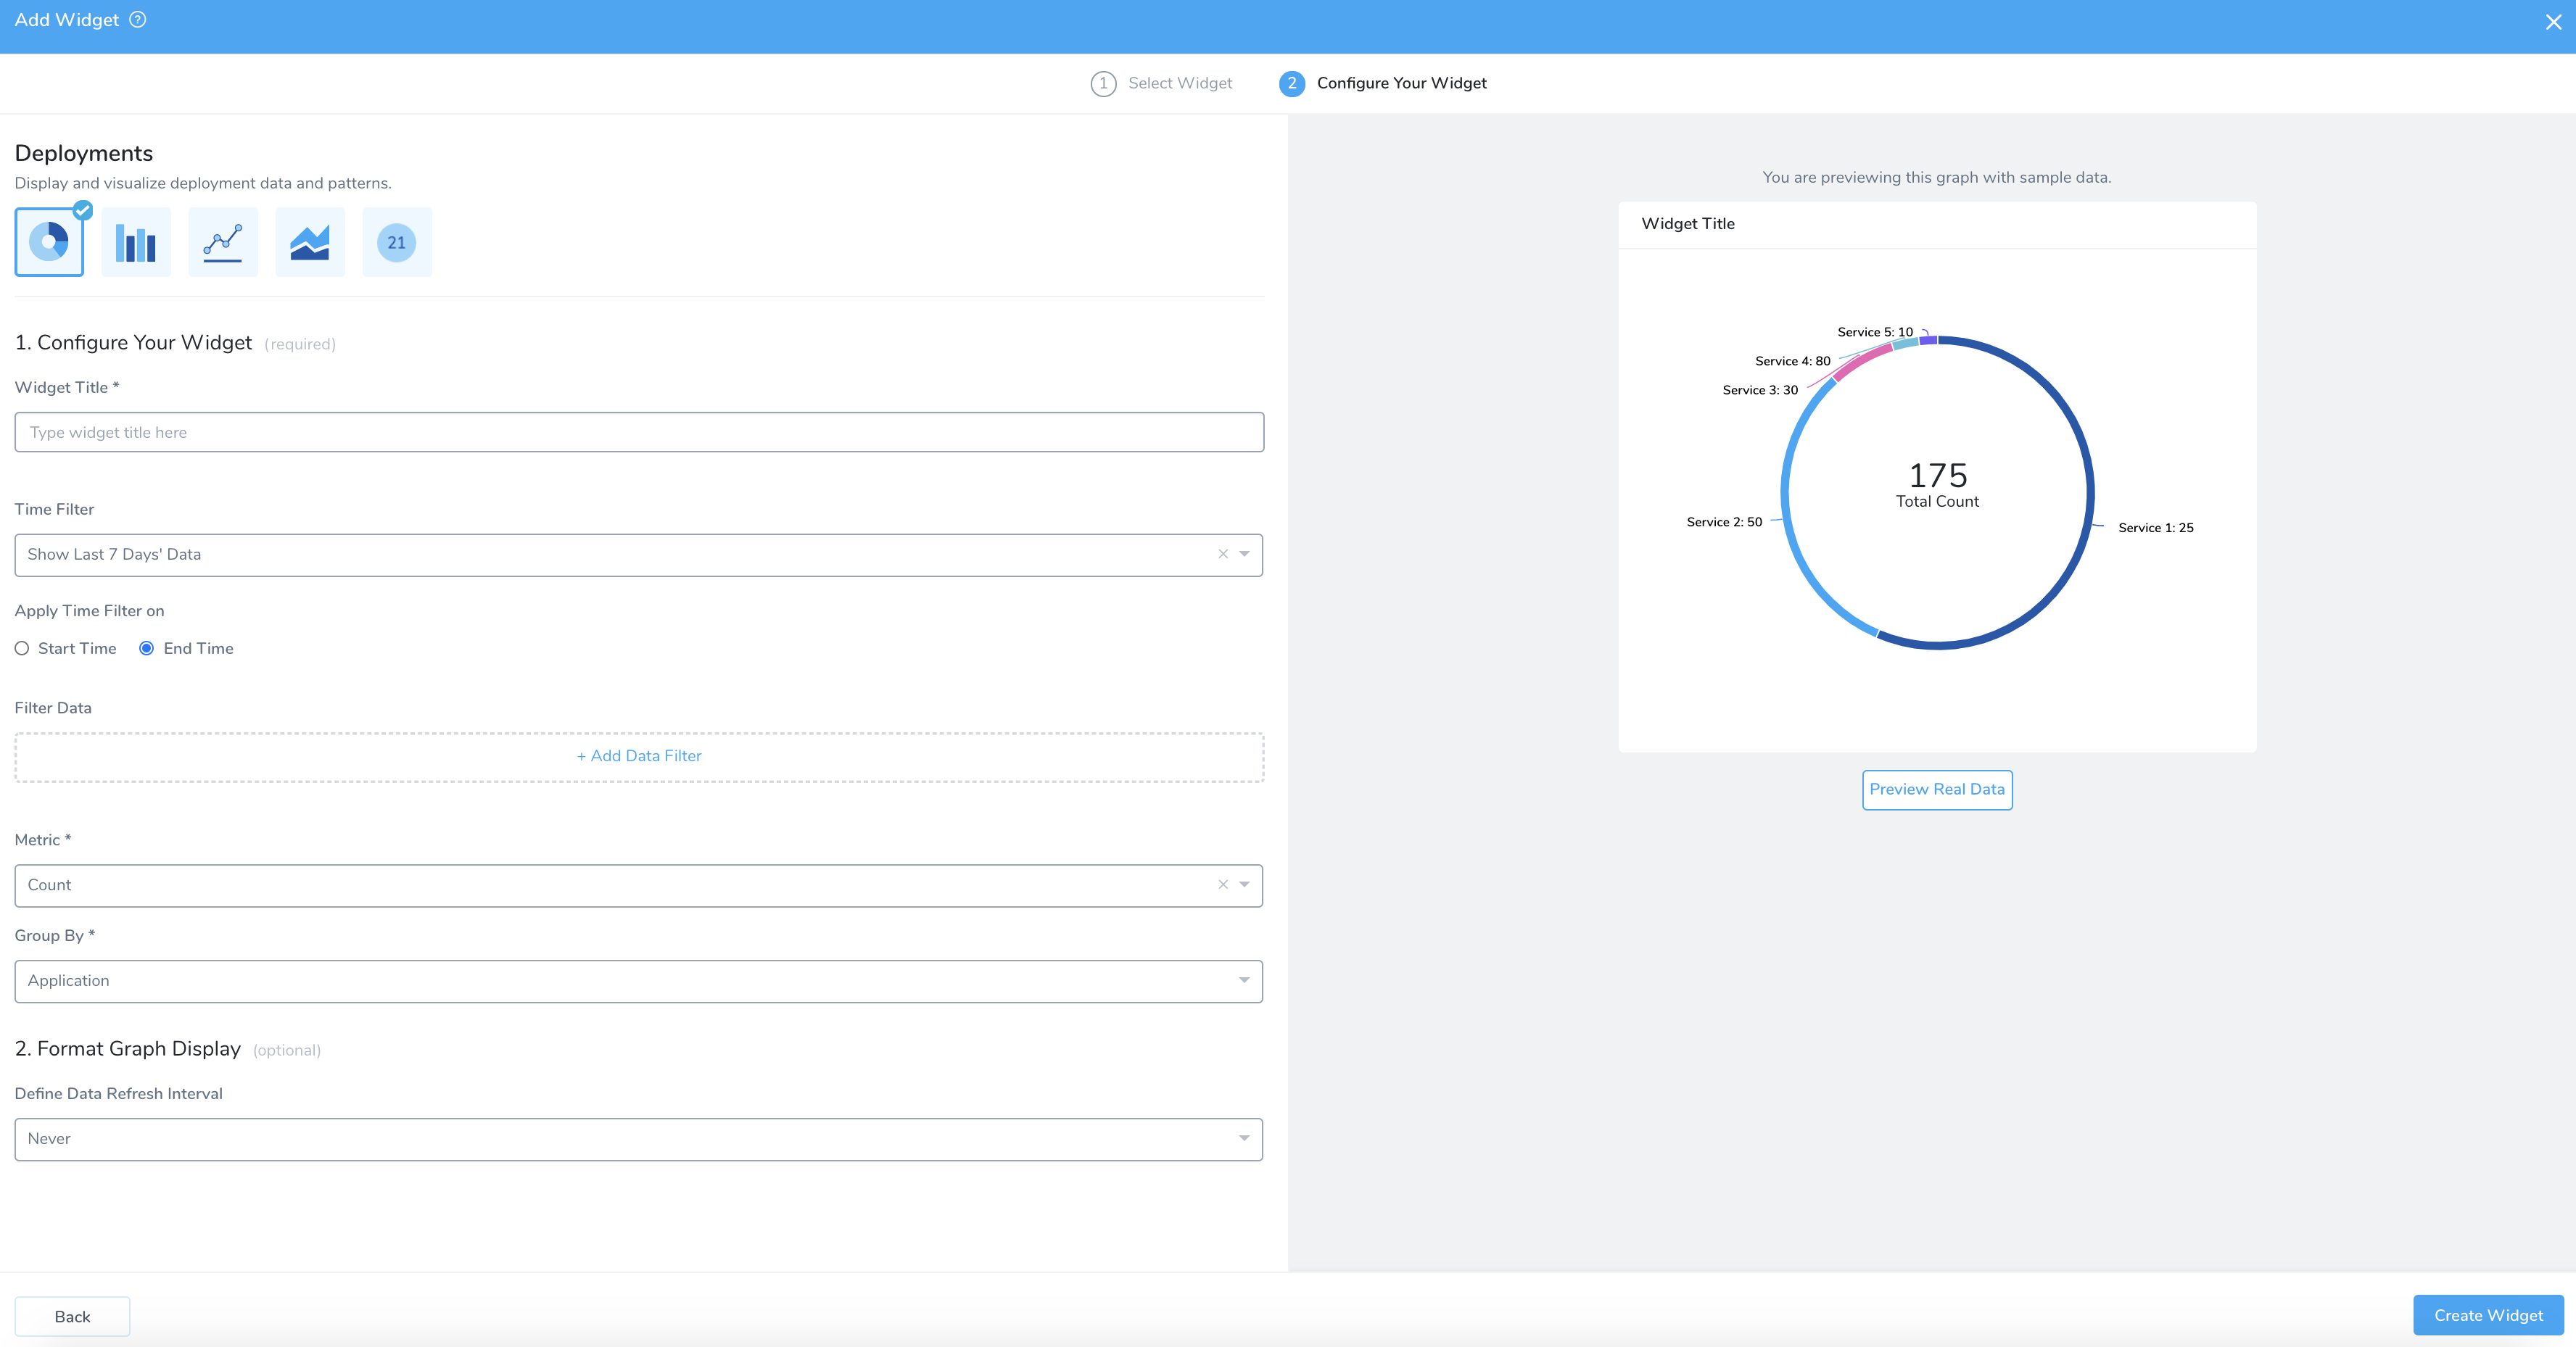 Add Widget ?
1 Select Widget 2 Configure Your Widget
Deployments
Display and visualize deployment data and patterns.
21
1. Configure Your Widget (required)
Widget Title *
Type widget title here
Time Filter
Show Last 7 Days' Data
Apply Time Filter on
Start Time End Time
Filter Data
+ Add Data Filter
Metric *
Count
Group By *
Application
2. Format Graph Display (optional)
Define Data Refresh Interval
Never
You are previewing this graph with sample data.
Widget Title
Service 5: 10
Service 4: 80
Service 3: 30
175
Total Count
Service 2: 50
Service 1: 25
Preview Real Data
Back
Create Widget